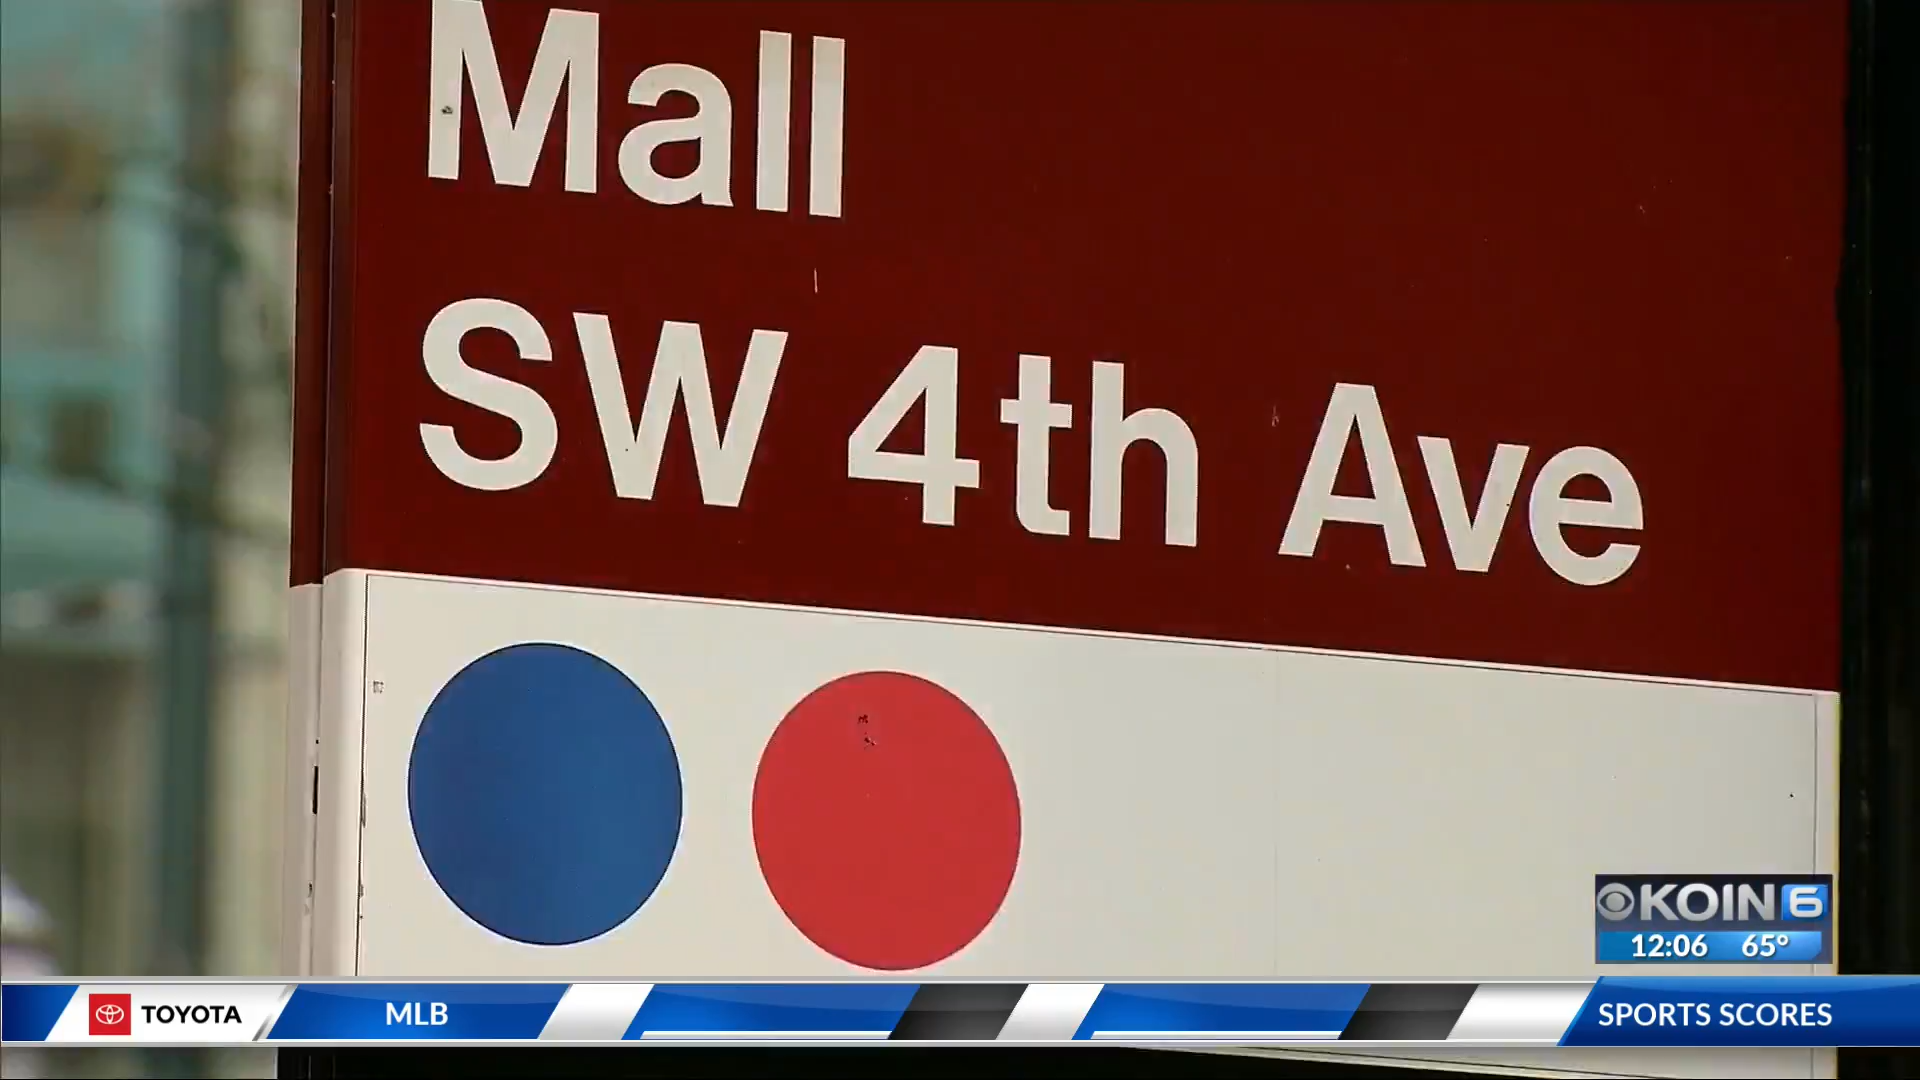 Mall
SW 4th Ave
KOIN 6
12:06 65°
TOYOTA MLB SPORTS SCORES